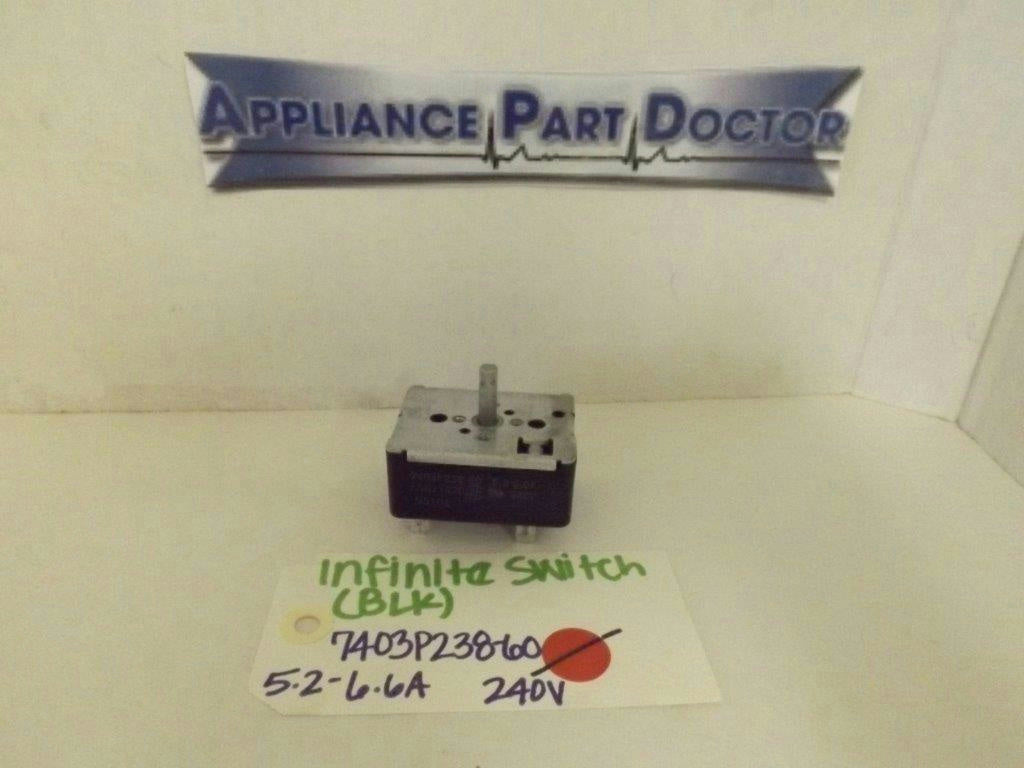 APPLIANCE PART DOCTOR
Infinite Switch
(BLK)
7403P238-60
5.2-6.6A 240V